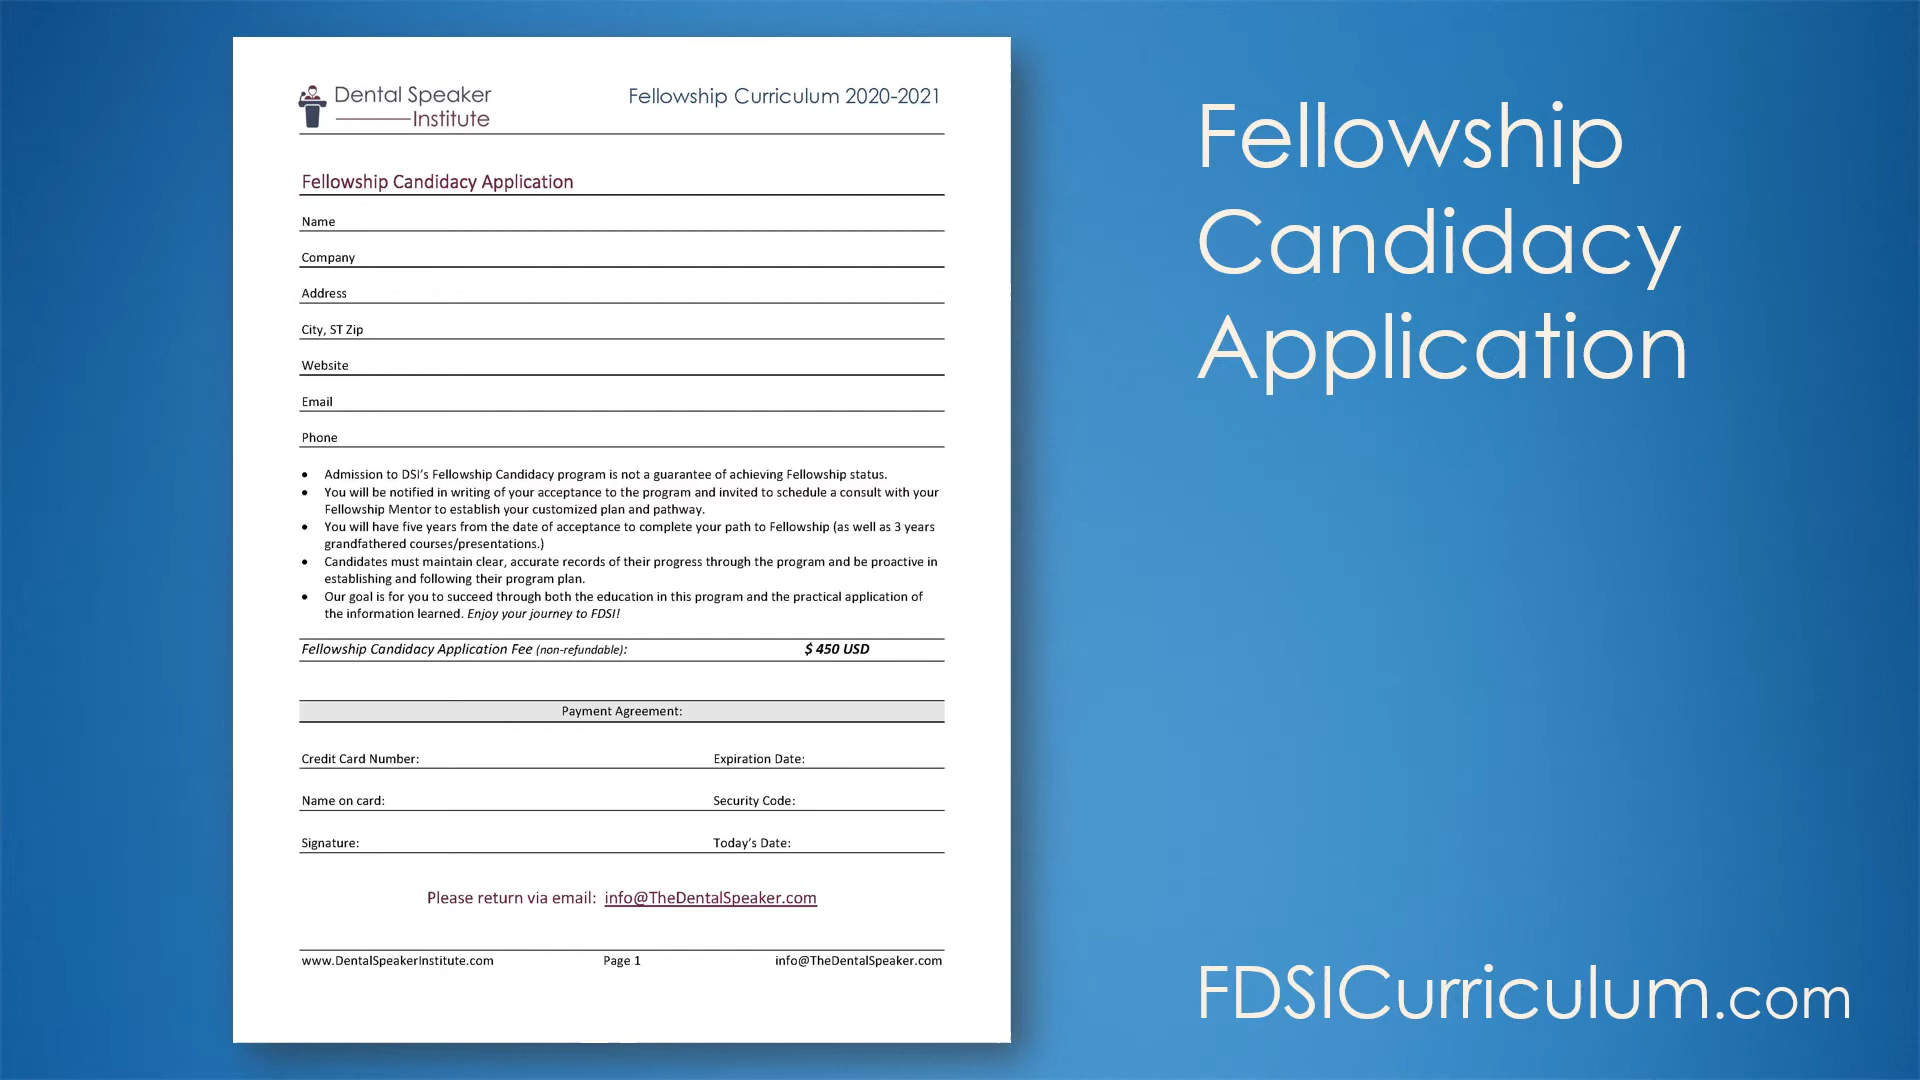 Dental Speaker
Institute
Fellowship Curriculum 2020-2021
Fellowship Candidacy Application
Name
Company
Address
City, ST Zip
Website
Email
Phone
• Admission to DSI's Fellowship Candidacy program is not a guarantee of achieving Fellowship status.
• You will be notified in writing of your acceptance to the program and invited to schedule a consult with your
Fellowship Mentor to establish your customized plan and pathway.
• You will have five years from the date of acceptance to complete your path to Fellowship (as well as 3 years
grandfathered courses/presentations.)
• Candidates must maintain clear, accurate records of their progress through the program and be proactive in
establishing and following their program plan.
• Our goal is for you to succeed through both the education in this program and the practical application of
the information learned. Enjoy your journey to FDSI!
Fellowship Candidacy Application Fee (non-refundable): $ 450 USD
Payment Agreement:
Credit Card Number: Expiration Date:
Name on card: Security Code:
Signature: Today's Date:
Please return via email: info@TheDentalSpeaker.com
www.DentalSpeakerInstitute.com Page 1 info@TheDentalSpeaker.com
Fellowship
Candidacy
Application
FDSICurriculum.com